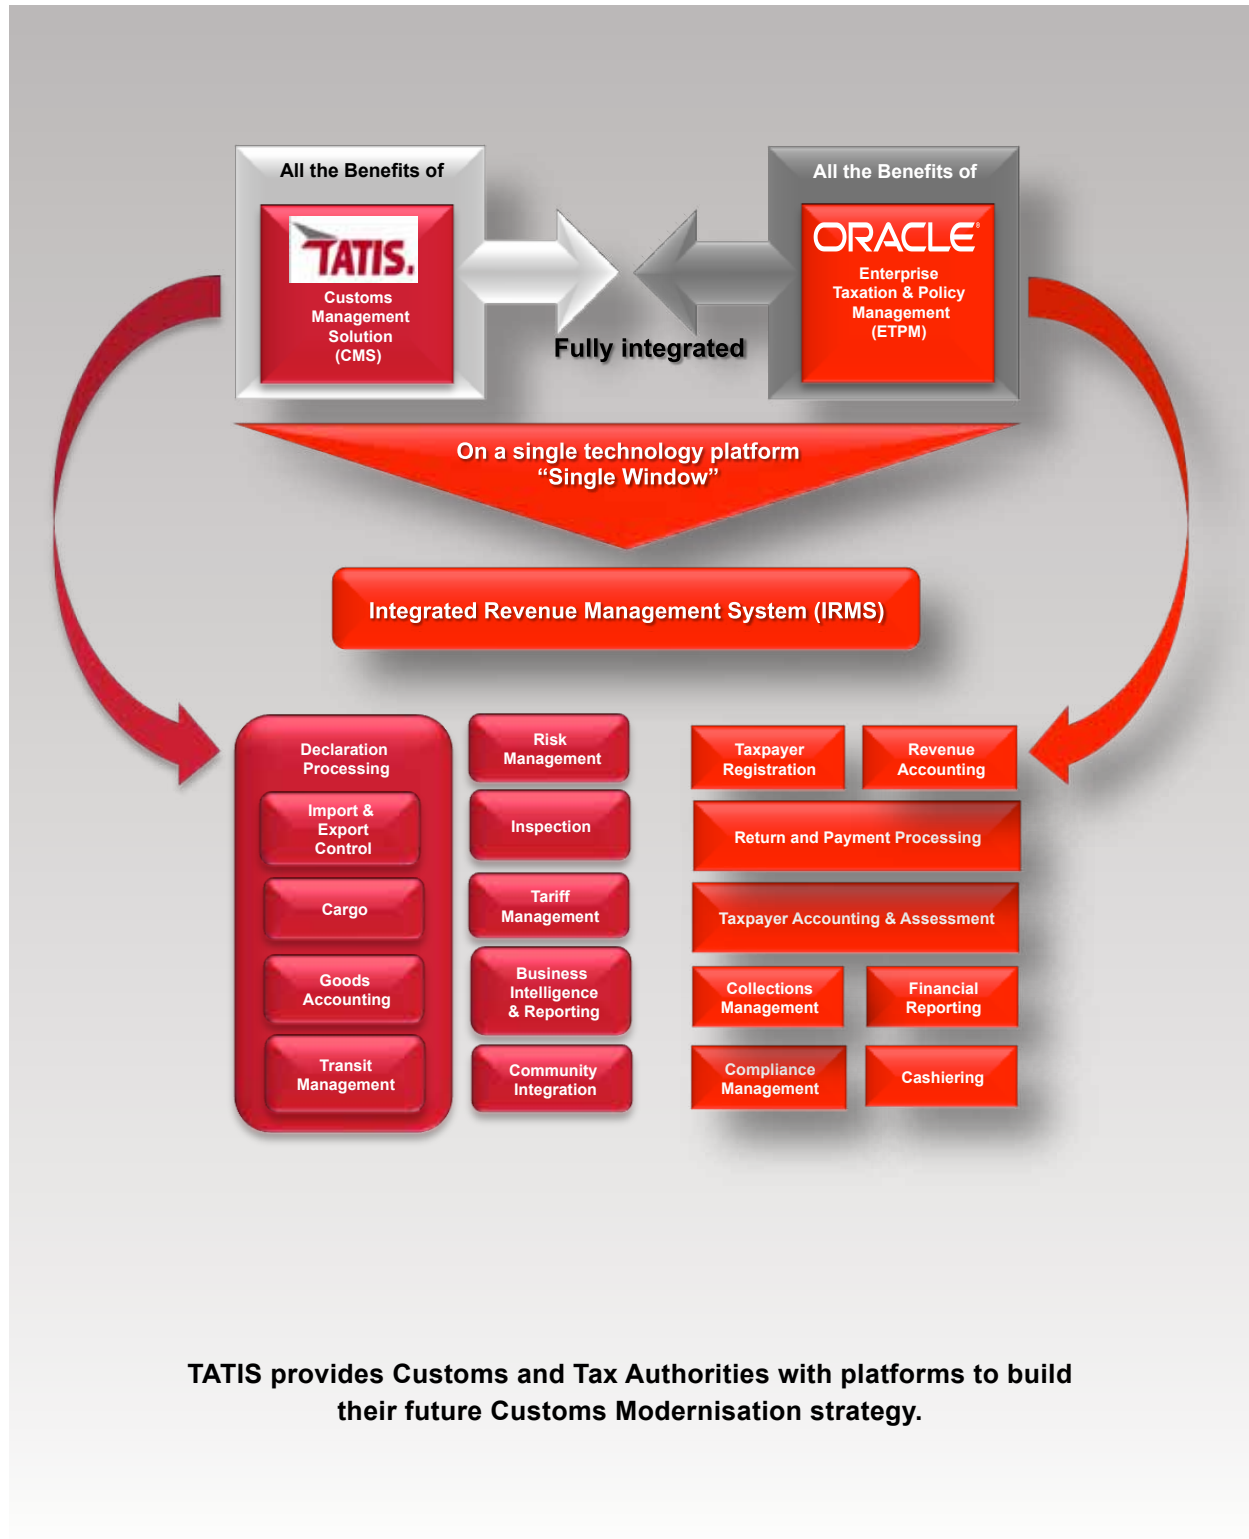 All the Benefits of
TATIS.
Customs
Management
Solution
(CMS)
All the Benefits of
ORACLE®
Enterprise
Taxation & Policy
Management
(ETPM)
Fully integrated
On a single technology platform
“Single Window”
Integrated Revenue Management System (IRMS)
Declaration
Processing
Import &
Export
Control
Cargo
Goods
Accounting
Transit
Management
Risk
Management
Inspection
Tariff
Management
Business
Intelligence
& Reporting
Community
Integration
Taxpayer
Registration
Revenue
Accounting
Return and Payment Processing
Taxpayer Accounting & Assessment
Collections
Management
Financial
Reporting
Compliance
Management
Cashiering
TATIS provides Customs and Tax Authorities with platforms to build
their future Customs Modernisation strategy.